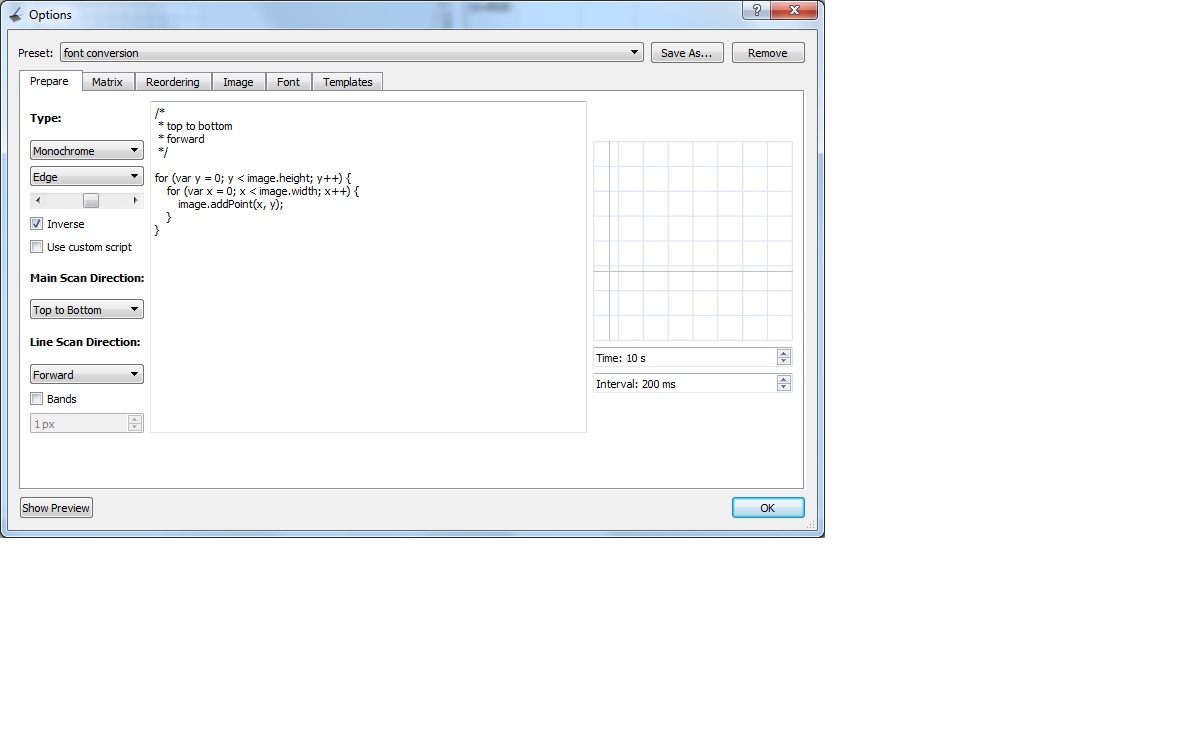 Options
Preset: font conversion Save As... Remove
Prepare Matrix Reordering Image Font Templates
Type:
Monochrome
Edge
Inverse
Use custom script
Main Scan Direction:
Top to Bottom
Line Scan Direction:
Forward
Bands
1 px
/*
* top to bottom
* forward
*/
for (var y = 0; y < image.height; y++) {
for (var x = 0; x < image.width; x++) {
image.addPoint(x, y);
}
}
Time: 10 s
Interval: 200 ms
Show Preview OK